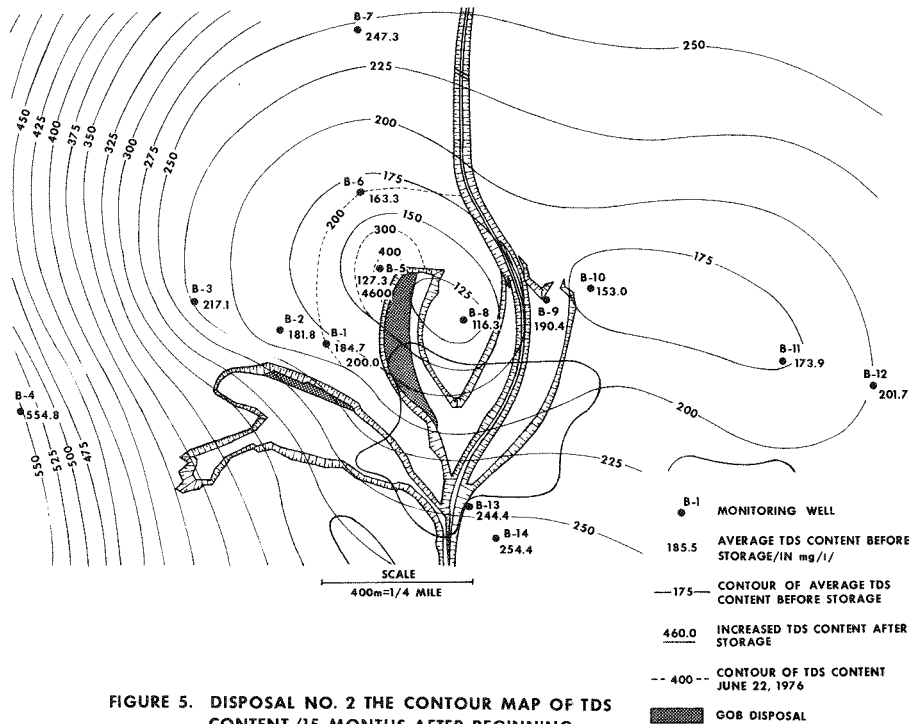 B-7
247.3
250
225
450
425
400
375
350
325
300
275
250
200
B-6
163.3
175
200
150
300
400
B-5
127.3/
4600
125
B-8
116.3
B-9
190.4
B-10
153.0
175
B-3
217.1
B-2
181.8
B-1
184.7
200.0
B-11
173.9
B-12
201.7
B-4
554.8
550
525
500
475
200
225
250
B-13
244.4
B-14
254.4
SCALE
400m=1/4 MILE
B-1 MONITORING WELL
185.5 AVERAGE TDS CONTENT BEFORE
STORAGE/IN mg/l/
175 CONTOUR OF AVERAGE TDS
CONTENT BEFORE STORAGE
460.0 INCREASED TDS CONTENT AFTER
STORAGE
400 CONTOUR OF TDS CONTENT
JUNE 22, 1976
GOB DISPOSAL
FIGURE 5. DISPOSAL NO. 2 THE CONTOUR MAP OF TDS
CONTENT /15 MONTHS AFTER BEGINNING